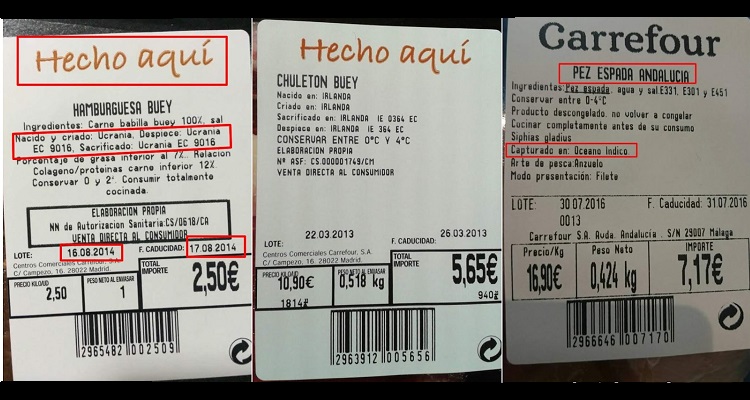 Hecho aquí
HAMBURGUESA BUEY
Ingredientes: Carne babilla buey 100%, sal
Nacido y criado: Ucrania, Despiece: Ucrania
EC 9016, Sacrificado: Ucrania EC 9016
Porcentaje de grasa inferior al 7%. Relacion
Colageno/proteinas carne inferior 12%.
Conservar 0 y 2ª. Consumir totalmente
cocinada.
ELABORACION PROPIA
NN de Autorizacion Sanitaria:CS/0618/CA
VENTA DIRECTA AL CONSUMIDOR
LOTE: 16.08.2014 F. CADUCIDAD: 17.08.2014
Centros Comerciales Carrefour, S.A.
C/ Campezo, 16. 28022 Madrid.
TOTAL IMPORTE 2,50€
PRECIO KILO/UD PESO NETO AL ENVASAR
2,50 1
2965482 002509
Hecho aquí
CHULETON BUEY
Nacido en: IRLANDA
Criado en: IRLANDA
Sacrificado en: IRLANDA IE 0364 EC
Despiece en: IRLANDA IE 364 EC
CONSERVAR ENTRE 0°C Y 4°C
ELABORACION PROPIA
Nº ASF: CS.000001749/CM
VENTA DIRECTA AL CONSUMIDOR
22.03.2013 26.03.2013
LOTE: F. CADUCIDAD:
Centros Comerciales Carrefour, S.A.
C/ Campezo, 16. 28022 Madrid.
TOTAL IMPORTE 5,65€
PRECIO KILO/UD PESO NETO AL ENVASAR
10,90€ 0,518 kg
1814 940
2963912 005656
Carrefour
PEZ ESPADA ANDALUCIA
Ingredientes:Pez espada, agua y sal E331, E301 y E451
Conservar entre 0-4°C
Producto descongelado. no volver a congelar
Cucinar completamente antes de su consumo
Siphias gladius
Capturado en: Oceano Indico
Arte de pesca:Anzuelo
Modo presentación: Filete
LOTE: 30.07.2016 F. Caducidad: 31.07.2016
0013
Carrefour S.A. Avda. Andalucia . S/N 29007 Malaga
Precio/Kg Peso Neto IMPORTE
16,90€ 0,424 kg 7,17€
2966646 007170